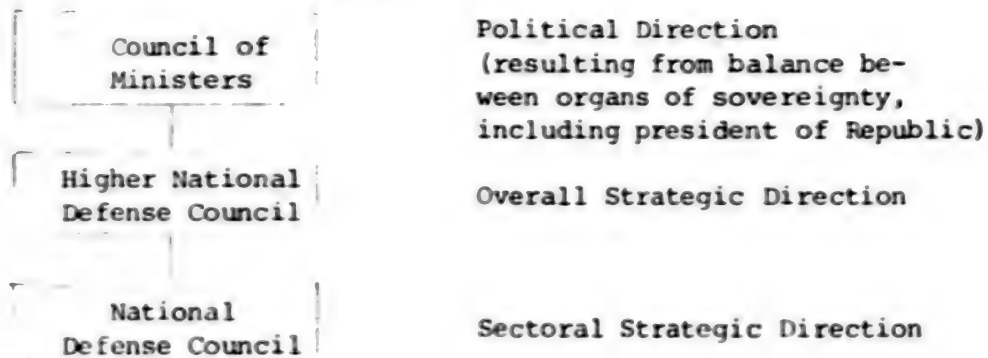 Council of
Ministers
Political Direction
(resulting from balance be-
ween organs of sovereignty,
including president of Republic)
Higher National
Defense Council
Overall Strategic Direction
National
Defense Council
Sectoral Strategic Direction